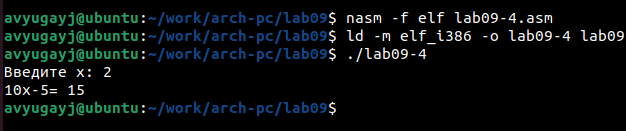 avyugayj@ubuntu:~/work/arch-pc/lab09$ nasm -f elf lab09-4.asm
avyugayj@ubuntu:~/work/arch-pc/lab09$ ld -m elf_i386 -o lab09-4 lab09
avyugayj@ubuntu:~/work/arch-pc/lab09$ ./lab09-4
Введите x: 2
10x-5= 15
avyugayj@ubuntu:~/work/arch-pc/lab09$